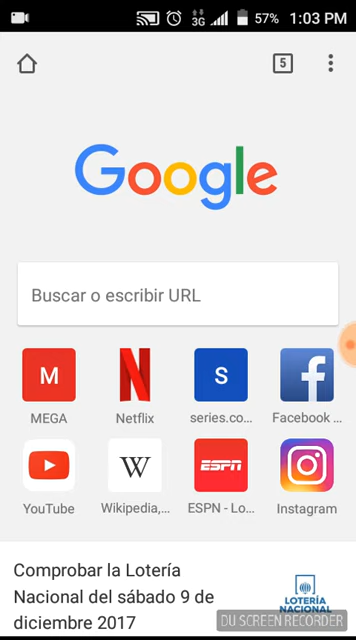 3G 57% 1:03 PM
5
Google
Buscar o escribir URL
M
S
f
MEGA
Netflix
series.co...
Facebook ...
W
ESPN
YouTube
Wikipedia,...
ESPN - Lo...
Instagram
Comprobar la Lotería
Nacional del sábado 9 de
diciembre 2017
LOTERÍA
NACIONAL
DU SCREEN RECORDER